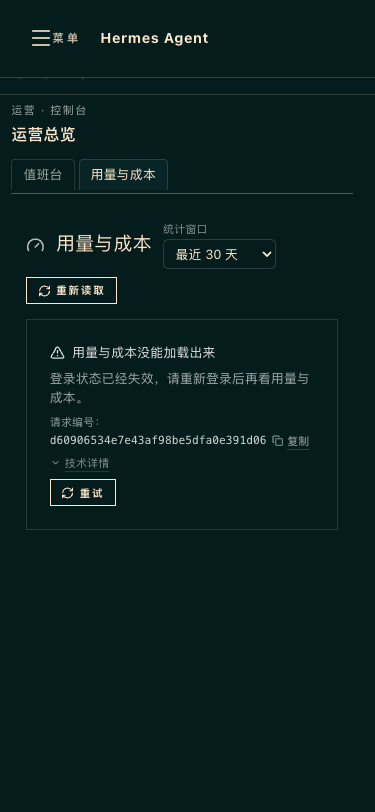 菜单 Hermes Agent
运营 · 控制台
运营总览
值班台 用量与成本
用量与成本
统计窗口
最近 30 天
重新读取
用量与成本没能加载出来
登录状态已经失效，请重新登录后再看用量与
成本。
请求编号：
d60906534e7e43af98be5dfa0e391d06 复制
技术详情
重试